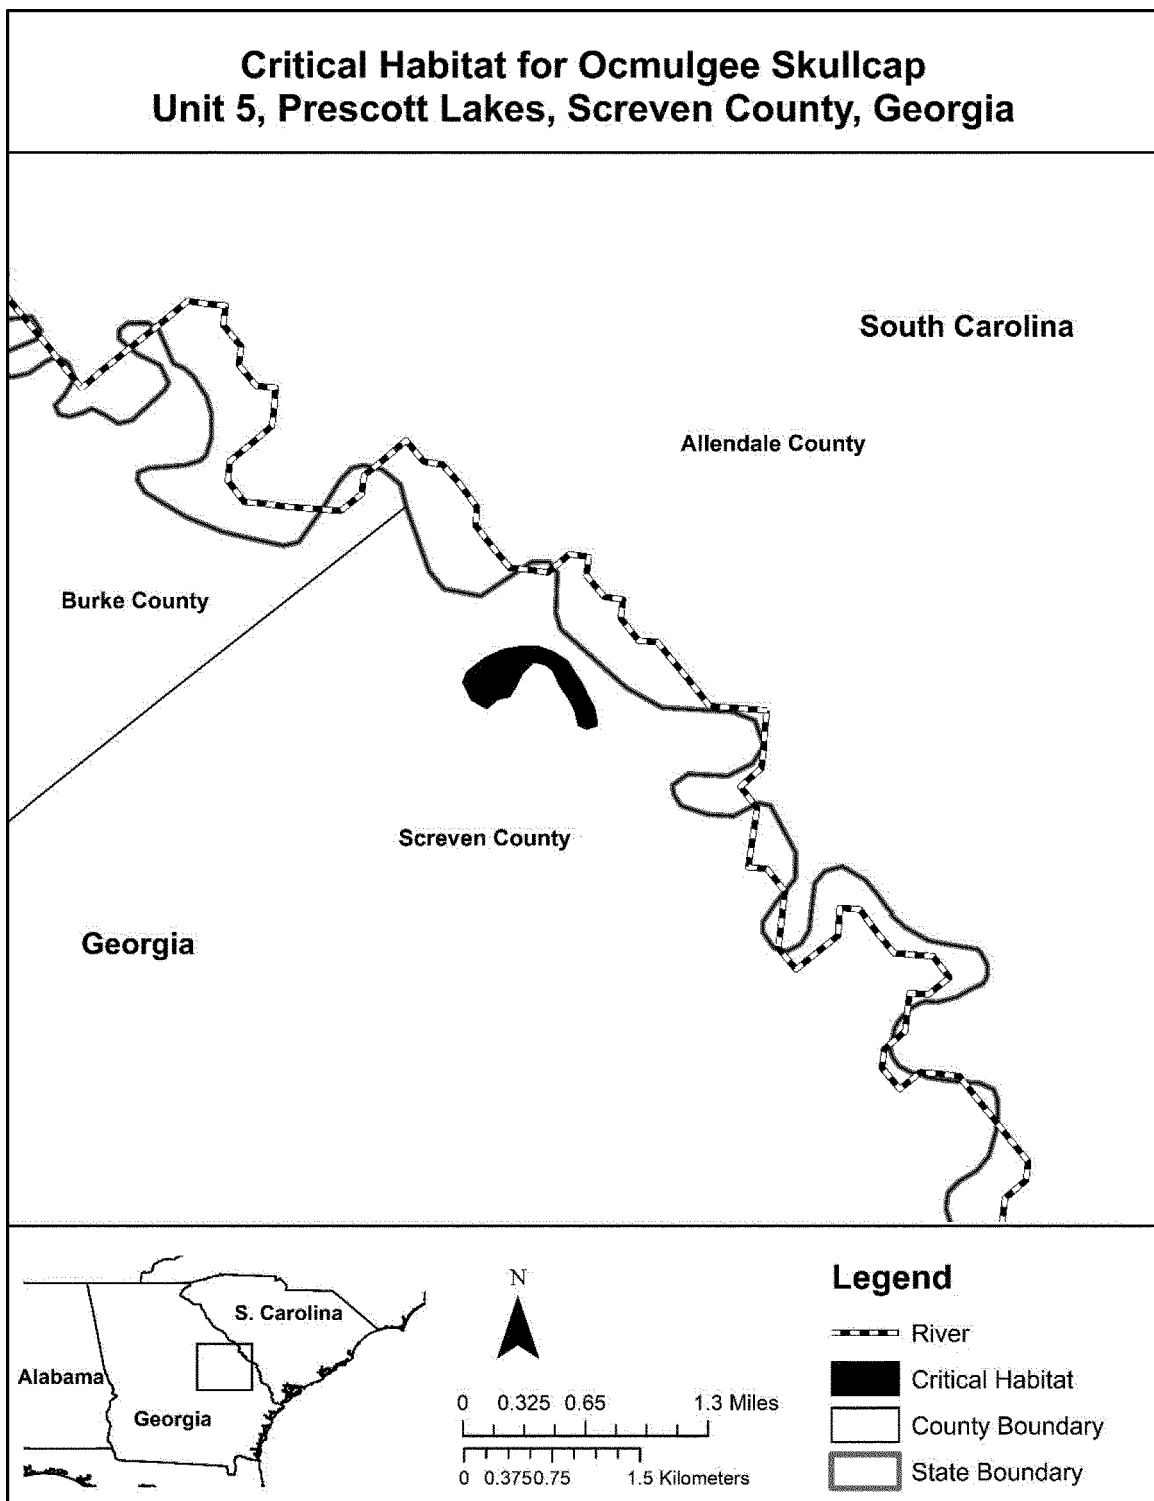 Critical Habitat for Ocmulgee Skullcap
Unit 5, Prescott Lakes, Screven County, Georgia
South Carolina
Allendale County
Burke County
Screven County
Georgia
S. Carolina
Alabama
Georgia
N
0 0.325 0.65 1.3 Miles
0 0.375 0.75 1.5 Kilometers
Legend
River
Critical Habitat
County Boundary
State Boundary